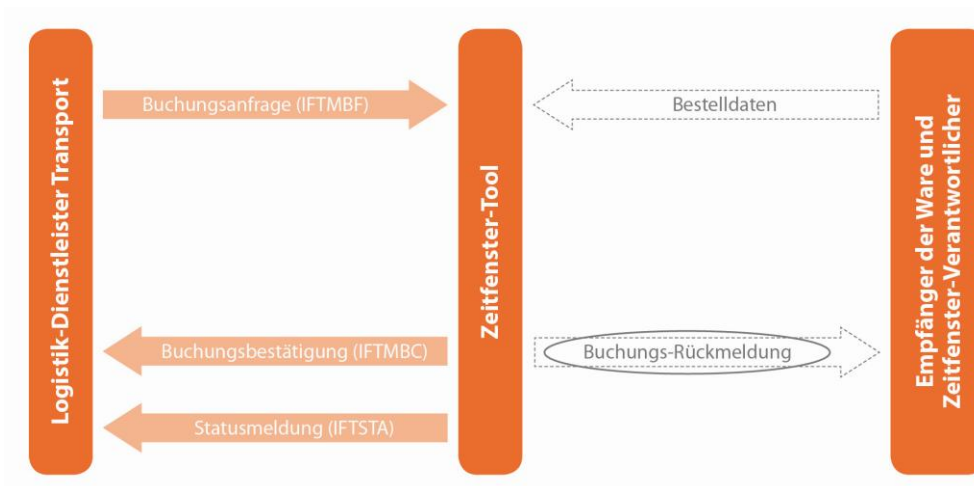 Logistik-Dienstleister Transport
Buchungsanfrage (IFTMBF)
Buchungsbestätigung (IFTMBC)
Statusmeldung (IFTSTA)
Zeitfenster-Tool
Bestelldaten
Buchungs-Rückmeldung
Empfänger der Ware und
Zeitfenster-Verantwortlicher